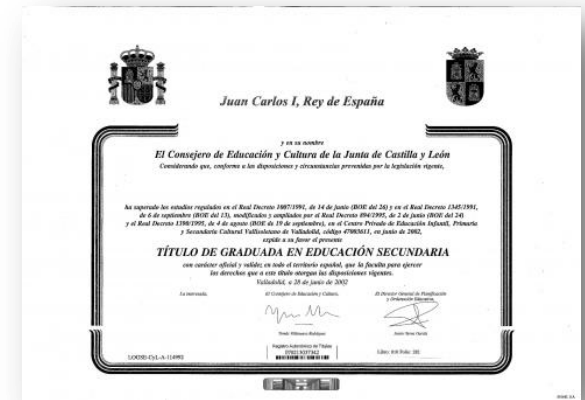 Juan Carlos I, Rey de España
y en su nombre
El Consejero de Educación y Cultura de la Junta de Castilla y León
Considerando que, conforme a las disposiciones y circunstancias prevenidas por la legislación vigente,
ha superado los estudios regulados en el Real Decreto 1007/1991, de 14 de junio (BOE del 26) y en el Real Decreto 1345/1991,
de 6 de septiembre (BOE del 13), modificados y ampliados por el Real Decreto 894/1995, de 2 de junio (BOE del 24)
y el Real Decreto 1390/1995, de 4 de agosto (BOE de 19 de septiembre), en el Centro Privado de Educación Infantil, Primaria
y Secundaria Cultural Vallisoletano de Valladolid, código 47003611, en junio de 2002,
expide a su favor el presente
TÍTULO DE GRADUADA EN EDUCACIÓN SECUNDARIA
con carácter oficial y validez en todo el territorio español, que la faculta para ejercer
los derechos que a este título otorgan las disposiciones vigentes.
Valladolid, a 28 de junio de 2002
La interesada,
El Consejero de Educación y Cultura,
El Director General de Planificación
y Ordenación Educativa,
Tomás Villanueva Rodríguez
Registro Autonómico de Títulos
Libro: 010 Folio: 202
LOGSE-CyL-A-114992